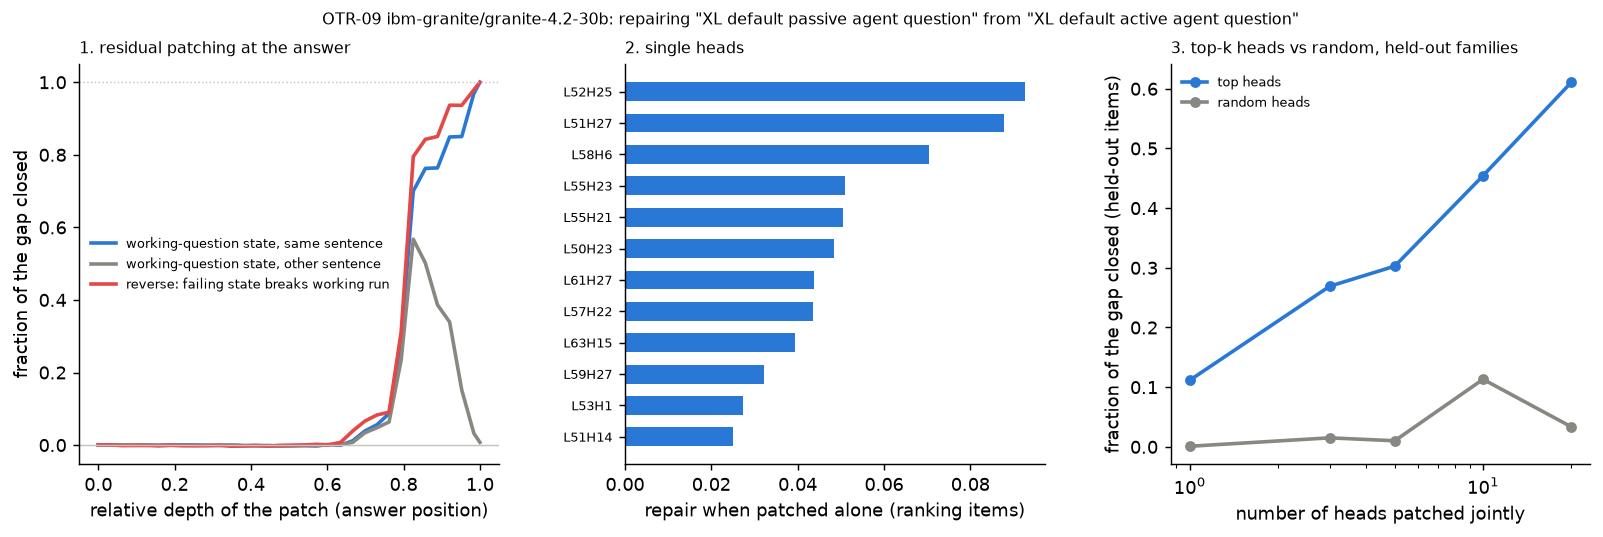 OTR-09 ibm-granite/granite-4.2-30b: repairing "XL default passive agent question" from "XL default active agent question"
1. residual patching at the answer
fraction of the gap closed
1.0
0.8
0.6
0.4
0.2
0.0
working-question state, same sentence
working-question state, other sentence
reverse: failing state breaks working run
0.0 0.2 0.4 0.6 0.8 1.0
relative depth of the patch (answer position)
2. single heads
L52H25
L51H27
L58H6
L55H23
L55H21
L50H23
L61H27
L57H22
L63H15
L59H27
L53H1
L51H14
0.00 0.02 0.04 0.06 0.08
repair when patched alone (ranking items)
3. top-k heads vs random, held-out families
fraction of the gap closed (held-out items)
top heads
random heads
0.6
0.5
0.4
0.3
0.2
0.1
0.0
10⁰ 10¹
number of heads patched jointly